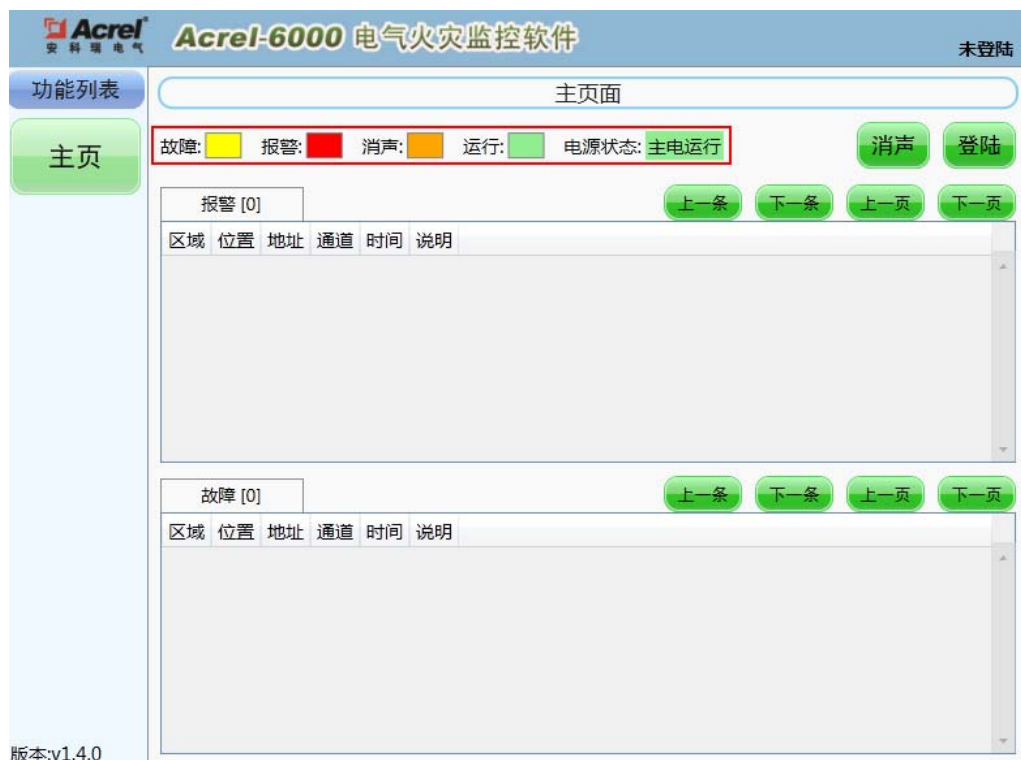 Acrel
安科瑞电气
Acrel-6000 电气火灾监控软件
未登陆
功能列表
主页面
主页
故障: 报警: 消声: 运行: 电源状态: 主电运行
消声 登陆
报警 [0] 上一条 下一条 上一页 下一页
区域 位置 地址 通道 时间 说明
故障 [0] 上一条 下一条 上一页 下一页
区域 位置 地址 通道 时间 说明
版本:v1.4.0